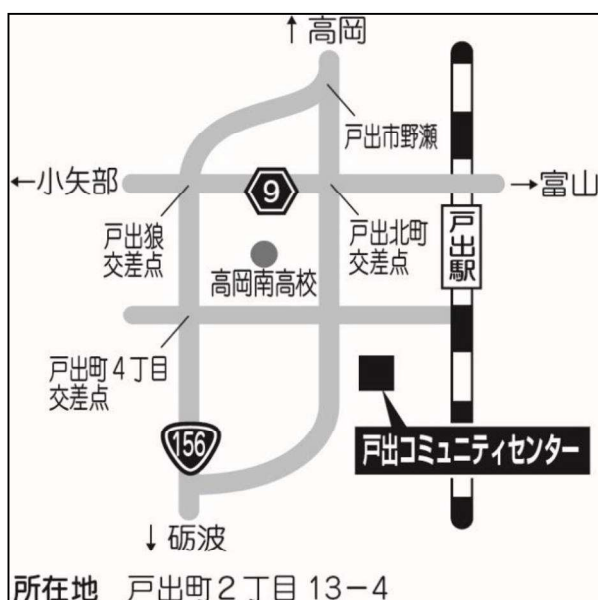 ↑高岡
戸出市野瀬
←小矢部
9
→富山
戸出狼
交差点
戸出北町
交差点
戸出駅
高岡南高校
戸出町4丁目
交差点
156
戸出コミュニティセンター
↓砺波
所在地 戸出町2丁目13-4